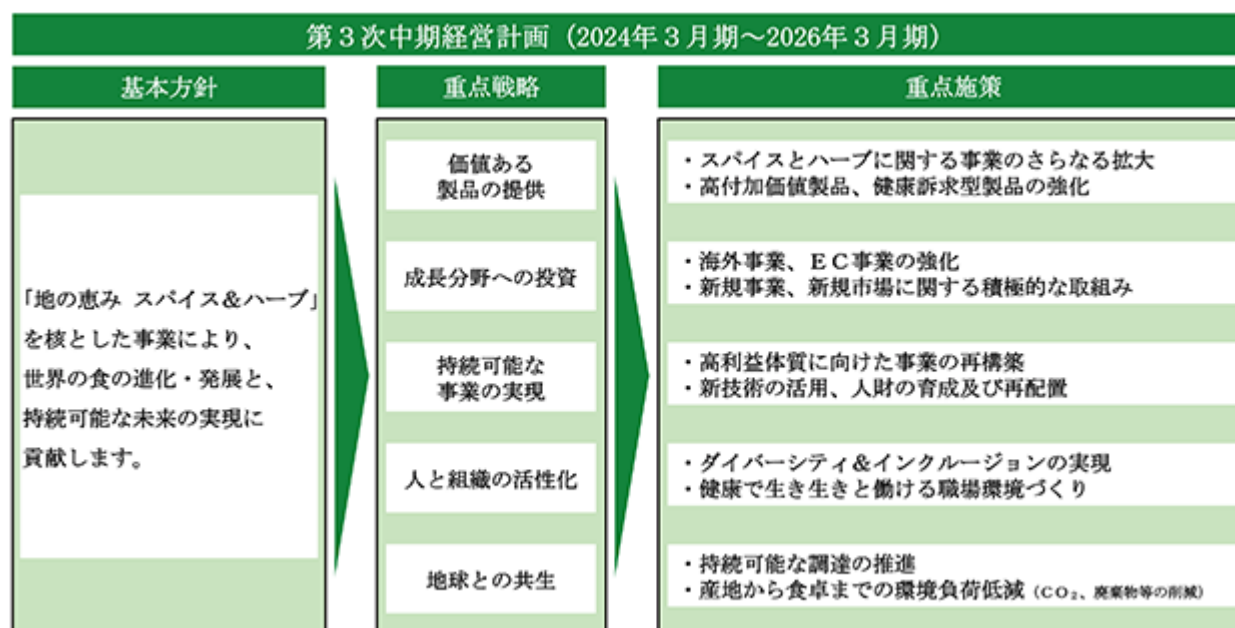 第３次中期経営計画（2024年３月期～2026年３月期）
基本方針
重点戦略
重点施策
「地の恵み スパイス＆ハーブ」
を核とした事業により、
世界の食の進化・発展と、
持続可能な未来の実現に
貢献します。
価値ある
製品の提供
・スパイスとハーブに関する事業のさらなる拡大
・高付加価値製品、健康訴求型製品の強化
成長分野への投資
・海外事業、ＥＣ事業の強化
・新規事業、新規市場に関する積極的な取組み
持続可能な
事業の実現
・高利益体質に向けた事業の再構築
・新技術の活用、人財の育成及び再配置
人と組織の活性化
・ダイバーシティ＆インクルージョンの実現
・健康で生き生きと働ける職場環境づくり
地球との共生
・持続可能な調達の推進
・産地から食卓までの環境負荷低減（CO₂、廃棄物等の削減）